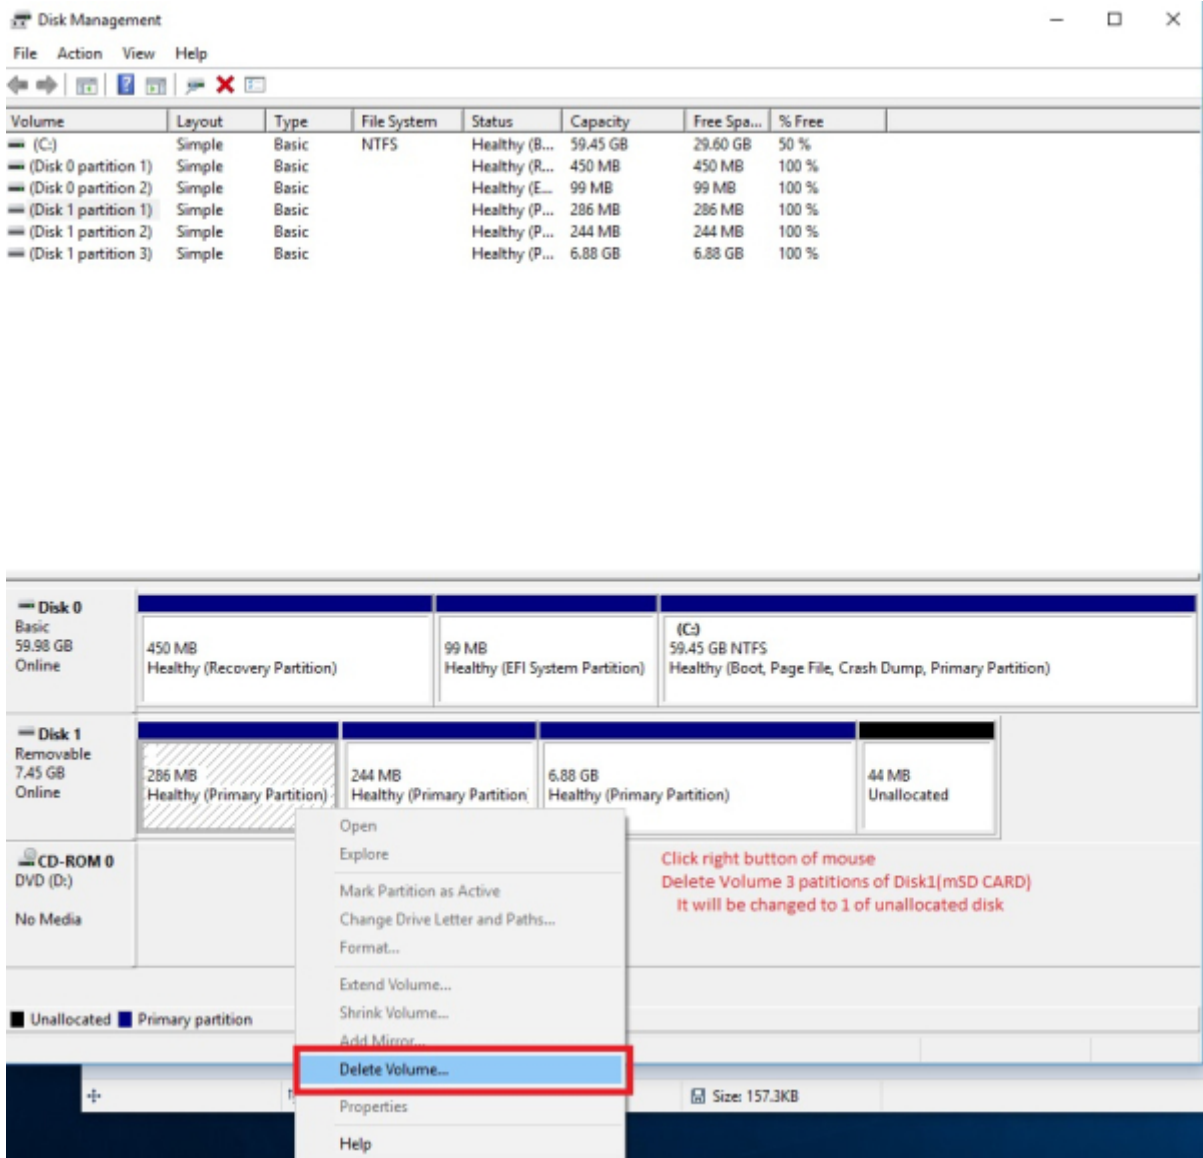 Disk Management
File Action View Help
Volume Layout Type File System Status Capacity Free Spa... % Free
(C:) Simple Basic NTFS Healthy (B... 59.45 GB 29.60 GB 50 %
(Disk 0 partition 1) Simple Basic Healthy (R... 450 MB 450 MB 100 %
(Disk 0 partition 2) Simple Basic Healthy (E... 99 MB 99 MB 100 %
(Disk 1 partition 1) Simple Basic Healthy (P... 286 MB 286 MB 100 %
(Disk 1 partition 2) Simple Basic Healthy (P... 244 MB 244 MB 100 %
(Disk 1 partition 3) Simple Basic Healthy (P... 6.88 GB 6.88 GB 100 %
Disk 0
Basic
59.98 GB
Online
450 MB
Healthy (Recovery Partition)
99 MB
Healthy (EFI System Partition)
(C:)
59.45 GB NTFS
Healthy (Boot, Page File, Crash Dump, Primary Partition)
Disk 1
Removable
7.45 GB
Online
286 MB
Healthy (Primary Partition)
244 MB
Healthy (Primary Partition
6.88 GB
Healthy (Primary Partition)
44 MB
Unallocated
CD-ROM 0
DVD (D:)
No Media
Open
Explore
Mark Partition as Active
Change Drive Letter and Paths...
Format...
Extend Volume...
Shrink Volume...
Add Mirror...
Delete Volume...
Properties
Help
Click right button of mouse
Delete Volume 3 patitions of Disk1(mSD CARD)
It will be changed to 1 of unallocated disk
Unallocated Primary partition
Size: 157.3KB